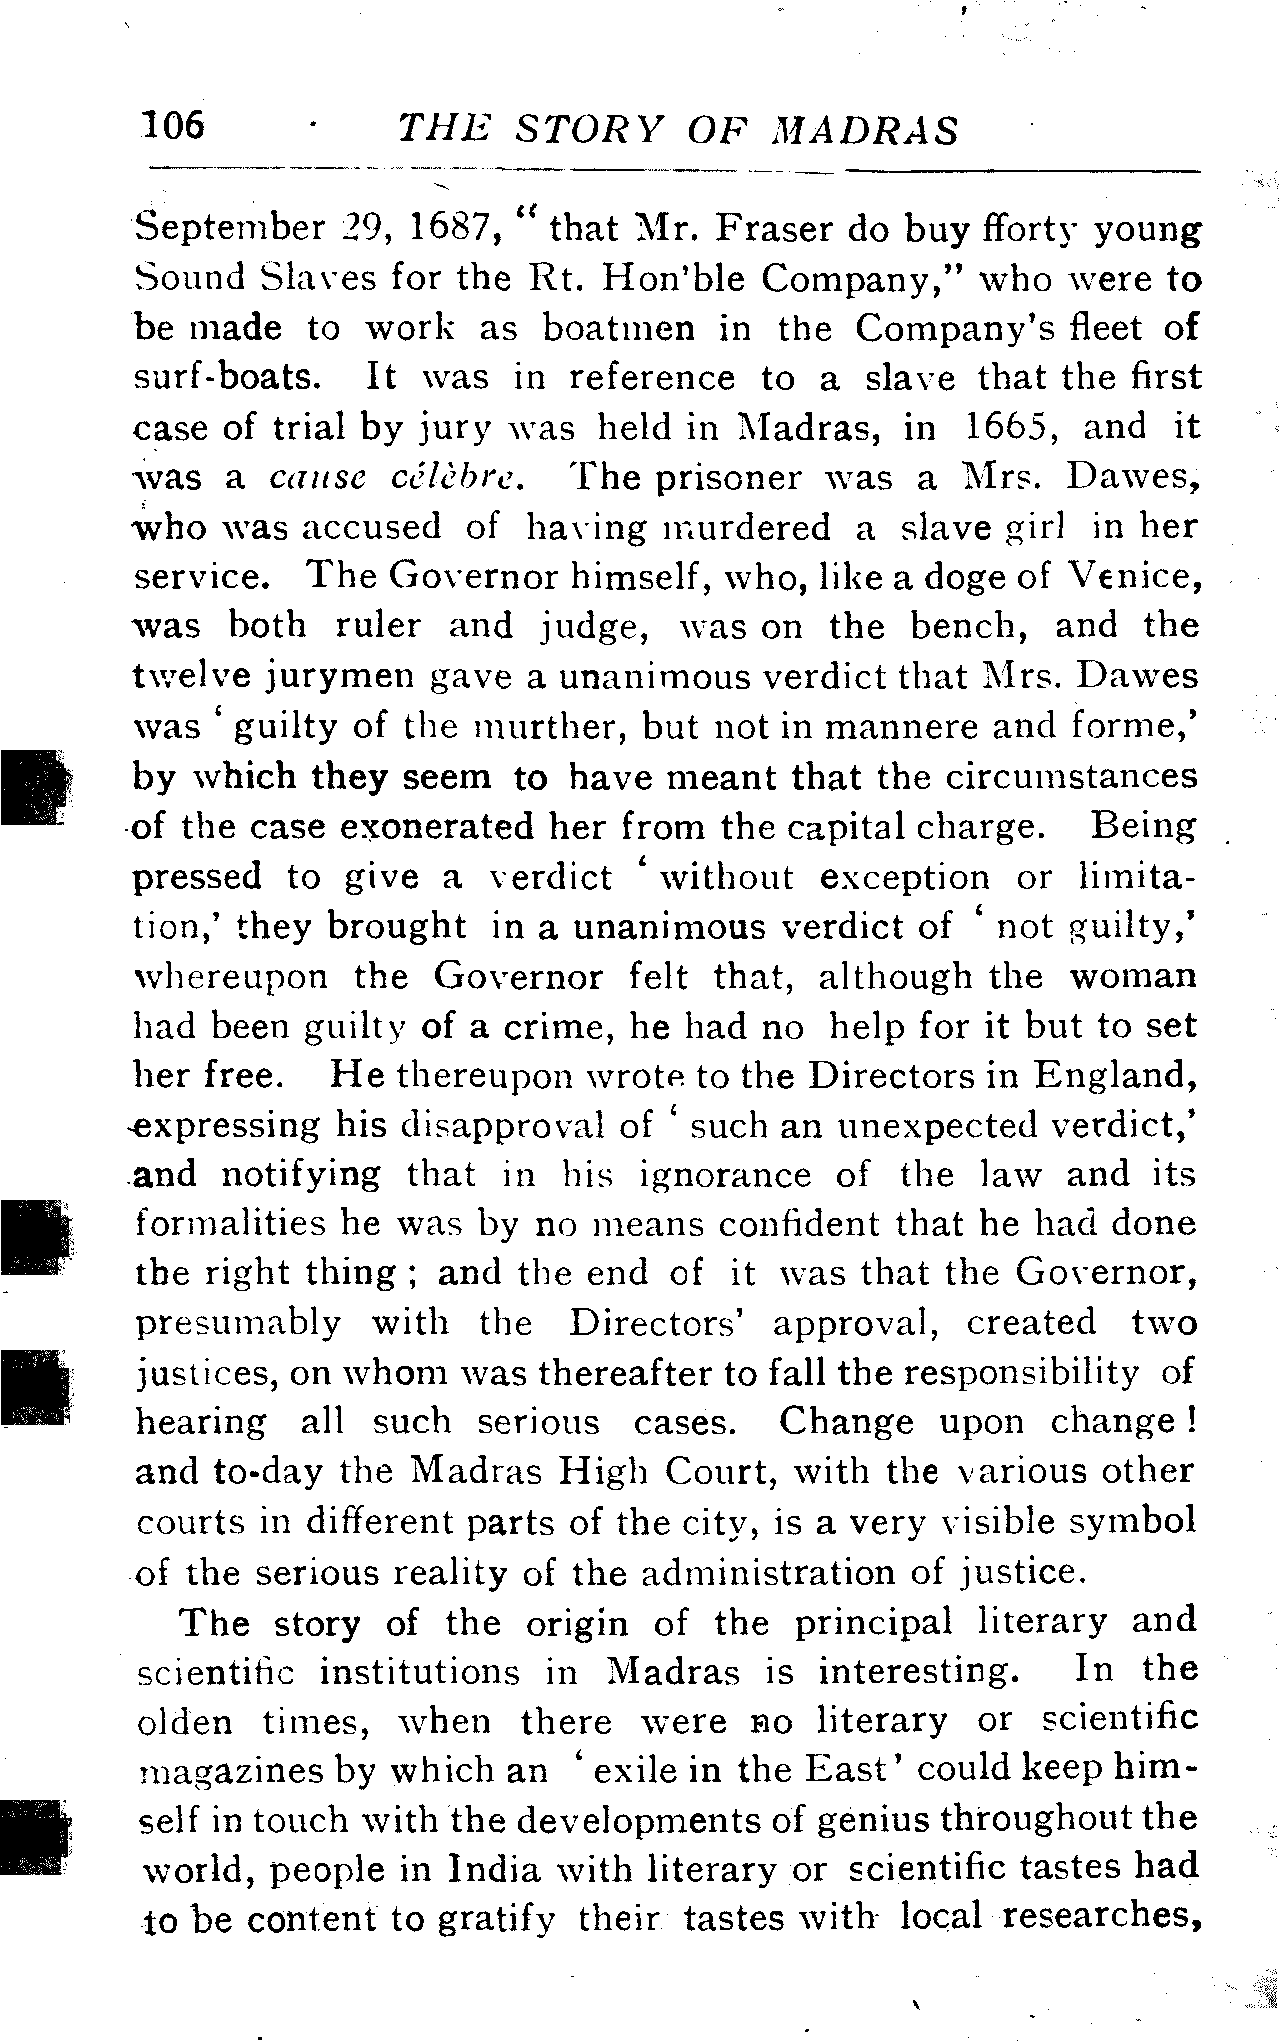 106 THE STORY OF MADRAS
September 29, 1687, “ that Mr. Fraser do buy fforty young
Sound Slaves for the Rt. Hon'ble Company,” who were to
be made to work as boatmen in the Company's fleet of
surf-boats. It was in reference to a slave that the first
case of trial by jury was held in Madras, in 1665, and it
was a cause célèbre. The prisoner was a Mrs. Dawes,
who was accused of having murdered a slave girl in her
service. The Governor himself, who, like a doge of Venice,
was both ruler and judge, was on the bench, and the
twelve jurymen gave a unanimous verdict that Mrs. Dawes
was ‘ guilty of the murther, but not in mannere and forme,’
by which they seem to have meant that the circumstances
of the case exonerated her from the capital charge. Being
pressed to give a verdict ‘ without exception or limita-
tion,’ they brought in a unanimous verdict of ‘ not guilty,’
whereupon the Governor felt that, although the woman
had been guilty of a crime, he had no help for it but to set
her free. He thereupon wrote to the Directors in England,
expressing his disapproval of ‘ such an unexpected verdict,’
and notifying that in his ignorance of the law and its
formalities he was by no means confident that he had done
the right thing ; and the end of it was that the Governor,
presumably with the Directors' approval, created two
justices, on whom was thereafter to fall the responsibility of
hearing all such serious cases. Change upon change !
and to-day the Madras High Court, with the various other
courts in different parts of the city, is a very visible symbol
of the serious reality of the administration of justice.
The story of the origin of the principal literary and
scientific institutions in Madras is interesting. In the
olden times, when there were no literary or scientific
magazines by which an ‘ exile in the East ’ could keep him-
self in touch with the developments of genius throughout the
world, people in India with literary or scientific tastes had
to be content to gratify their tastes with local researches,